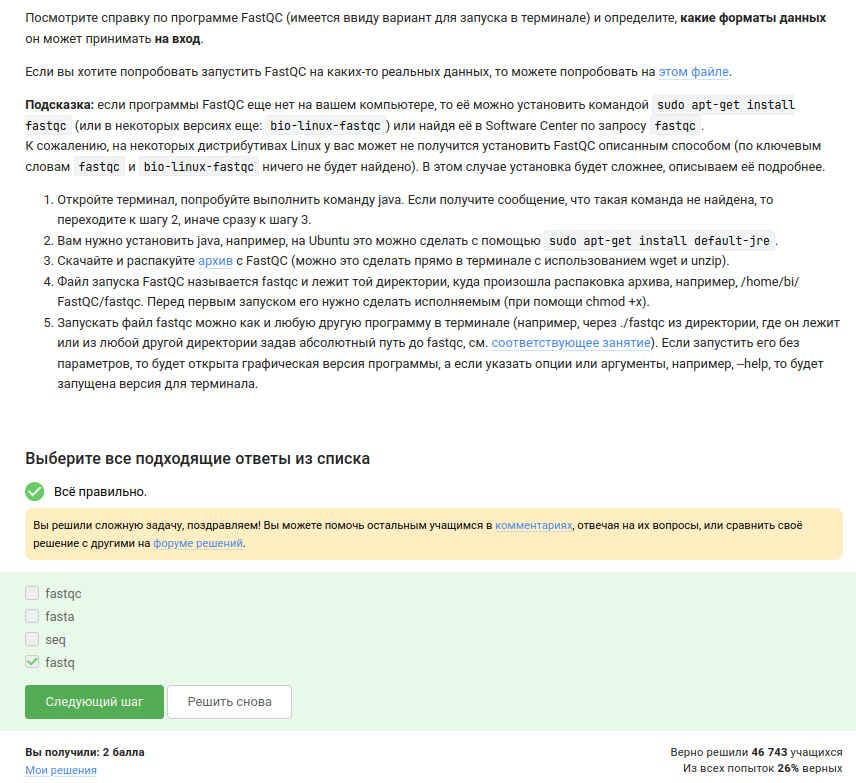 Посмотрите справку по программе FastQC (имеется ввиду вариант для запуска в терминале) и определите, какие форматы данных
он может принимать на вход.
Если вы хотите попробовать запустить FastQC на каких-то реальных данных, то можете попробовать на этом файле.
Подсказка: если программы FastQC еще нет на вашем компьютере, то её можно установить командой sudo apt-get install
fastqc (или в некоторых версиях еще: bio-linux-fastqc) или найдя её в Software Center по запросу fastqc.
К сожалению, на некоторых дистрибутивах Linux у вас может не получится установить FastQC описанным способом (по ключевым
словам fastqc и bio-linux-fastqc ничего не будет найдено). В этом случае установка будет сложнее, описываем её подробнее.
1. Откройте терминал, попробуйте выполнить команду java. Если получите сообщение, что такая команда не найдена, то
переходите к шагу 2, иначе сразу к шагу 3.
2. Вам нужно установить java, например, на Ubuntu это можно сделать с помощью sudo apt-get install default-jre.
3. Скачайте и распакуйте архив с FastQC (можно это сделать прямо в терминале с использованием wget и unzip).
4. Файл запуска FastQC называется fastqc и лежит той директории, куда произошла распаковка архива, например, /home/bi/
FastQC/fastqc. Перед первым запуском его нужно сделать исполняемым (при помощи chmod +x).
5. Запускать файл fastqc можно как и любую другую программу в терминале (например, через ./fastqc из директории, где он лежит
или из любой другой директории задав абсолютный путь до fastqc, см. соответствующее занятие). Если запустить его без
параметров, то будет открыта графическая версия программы, а если указать опции или аргументы, например, --help, то будет
запущена версия для терминала.
Выберите все подходящие ответы из списка
Всё правильно.
Вы решили сложную задачу, поздравляем! Вы можете помочь остальным учащимся в комментариях, отвечая на их вопросы, или сравнить своё
решение с другими на форуме решений.
fastqc
fasta
seq
fastq
Следующий шаг Решить снова
Вы получили: 2 балла Верно решили 46 743 учащихся
Мои решения Из всех попыток 26% верных